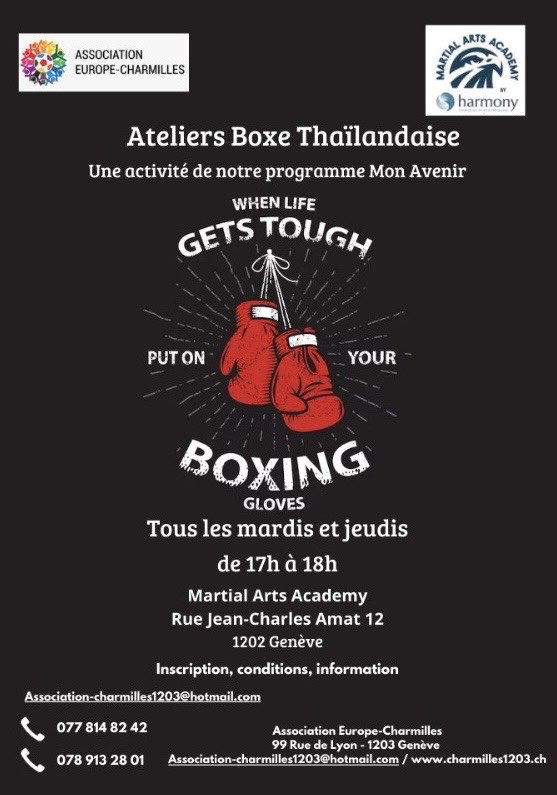 ASSOCIATION
EUROPE-CHARMILLES
MARTIAL ARTS ACADEMY
BY
harmony
Ateliers Boxe Thaïlandaise
Une activité de notre programme Mon Avenir
WHEN LIFE
GETS TOUGH
PUT ON YOUR
BOXING
GLOVES
Tous les mardis et jeudis
de 17h à 18h
Martial Arts Academy
Rue Jean-Charles Amat 12
1202 Genève
Inscription, conditions, information
Association-charmilles1203@hotmail.com
077 814 82 42
078 913 28 01
Association Europe-Charmilles
99 Rue de Lyon - 1203 Genève
Association-charmilles1203@hotmail.com / www.charmilles1203.ch